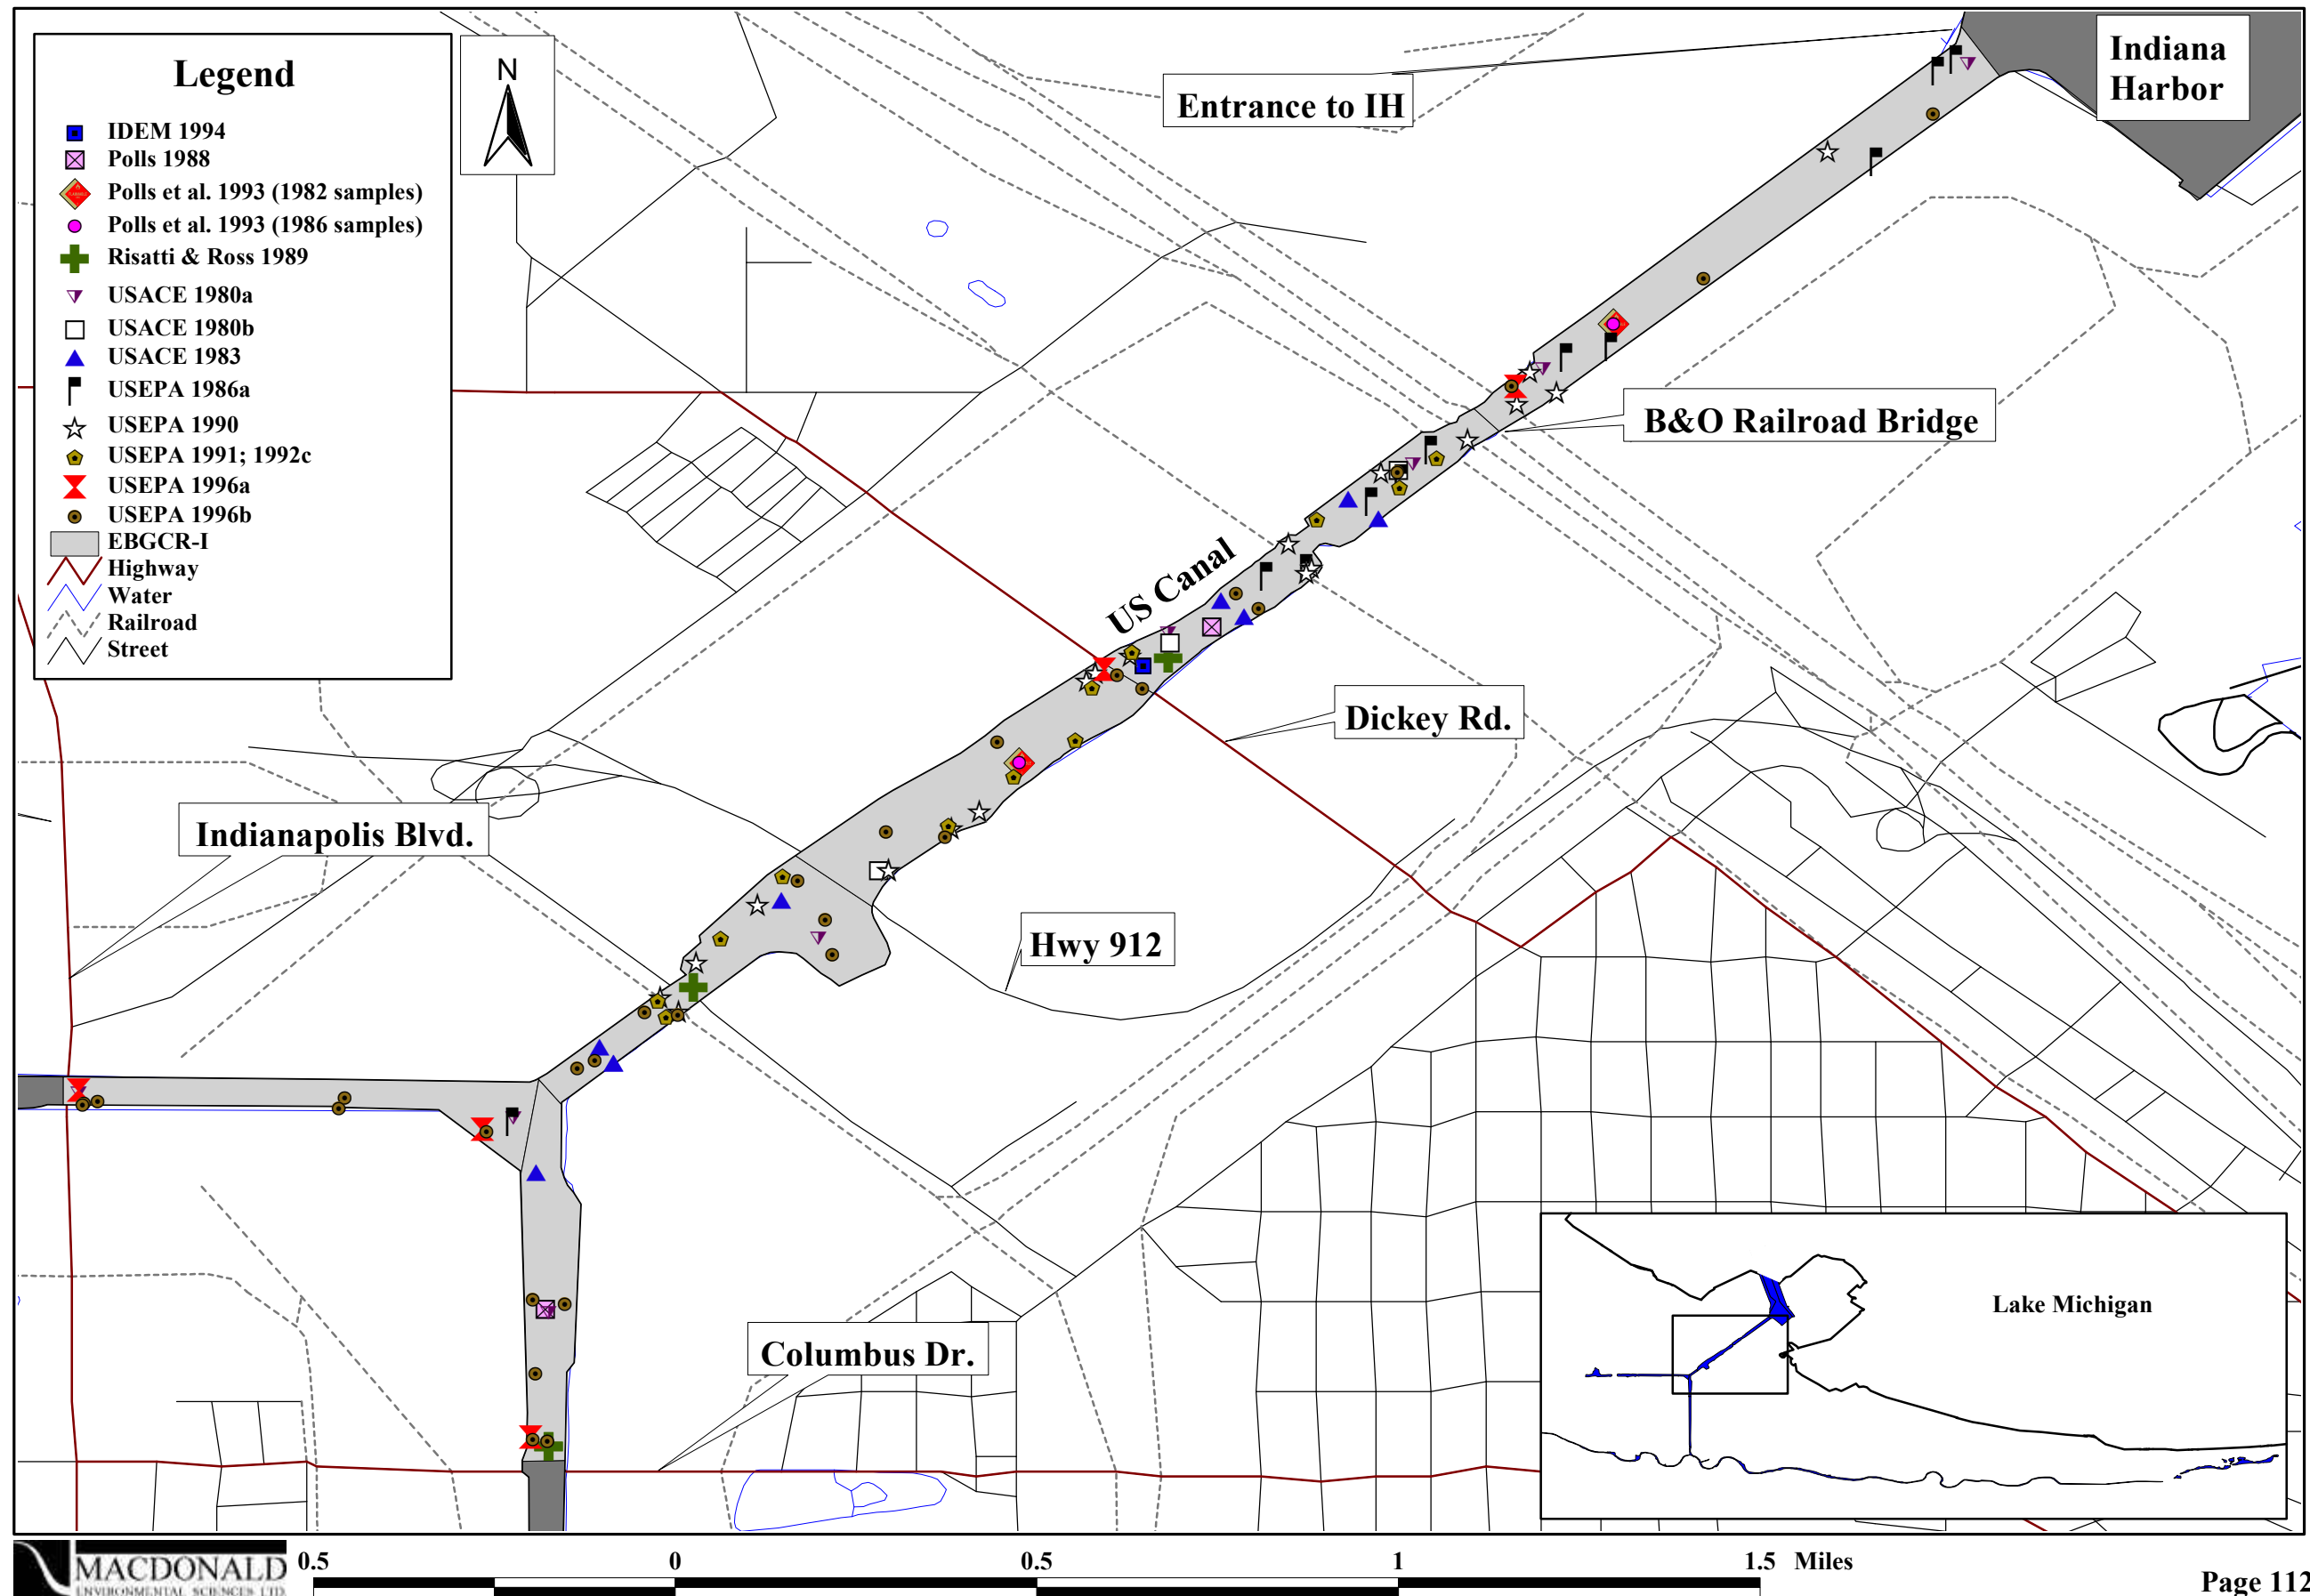 Legend
IDEM 1994
Polls 1988
Polls et al. 1993 (1982 samples)
Polls et al. 1993 (1986 samples)
Risatti & Ross 1989
USACE 1980a
USACE 1980b
USACE 1983
USEPA 1986a
USEPA 1990
USEPA 1991; 1992c
USEPA 1996a
USEPA 1996b
EBGCR-I
Highway
Water
Railroad
Street
N
Entrance to IH
Indiana
Harbor
B&O Railroad Bridge
US Canal
Dickey Rd.
Indianapolis Blvd.
Hwy 912
Columbus Dr.
Lake Michigan
MACDONALD
ENVIRONMENTAL SCIENCES LTD.
0.5 0 0.5 1 1.5 Miles
Page 112